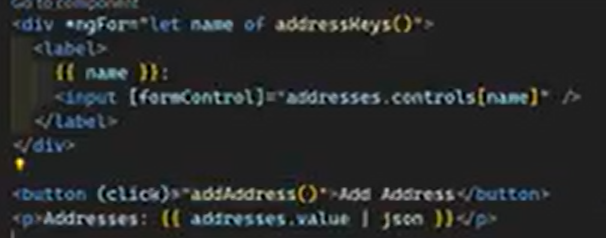 Go to component
<div *ngFor="let name of addressKeys()">
<label>
{{ name }}:
<input [formControl]="addresses.controls[name]" />
</label>
</div>
<button (click)="addAddress()">Add Address</button>
<p>Addresses: {{ addresses.value | json }}</p>